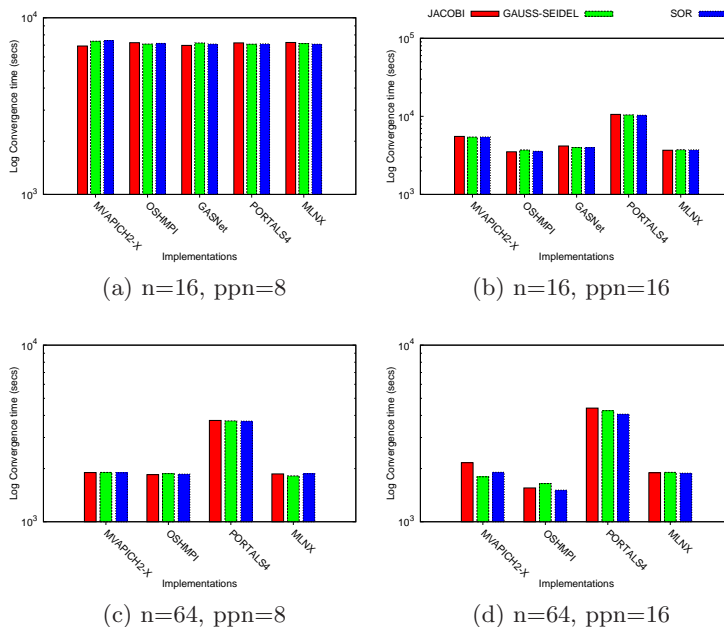 JACOBI GAUSS-SEIDEL SOR
10^4
10^3
Log Convergence time (secs)
MVAPICH2-X
OSHMPI
GASNet
PORTALS4
MLNX
Implementations
(a) n=16, ppn=8
10^5
10^4
10^3
Log Convergence time (secs)
MVAPICH2-X
OSHMPI
GASNet
PORTALS4
MLNX
Implementations
(b) n=16, ppn=16
10^4
10^3
Log Convergence time (secs)
MVAPICH2-X
OSHMPI
PORTALS4
MLNX
Implementations
(c) n=64, ppn=8
10^4
10^3
Log Convergence time (secs)
MVAPICH2-X
OSHMPI
PORTALS4
MLNX
Implementations
(d) n=64, ppn=16